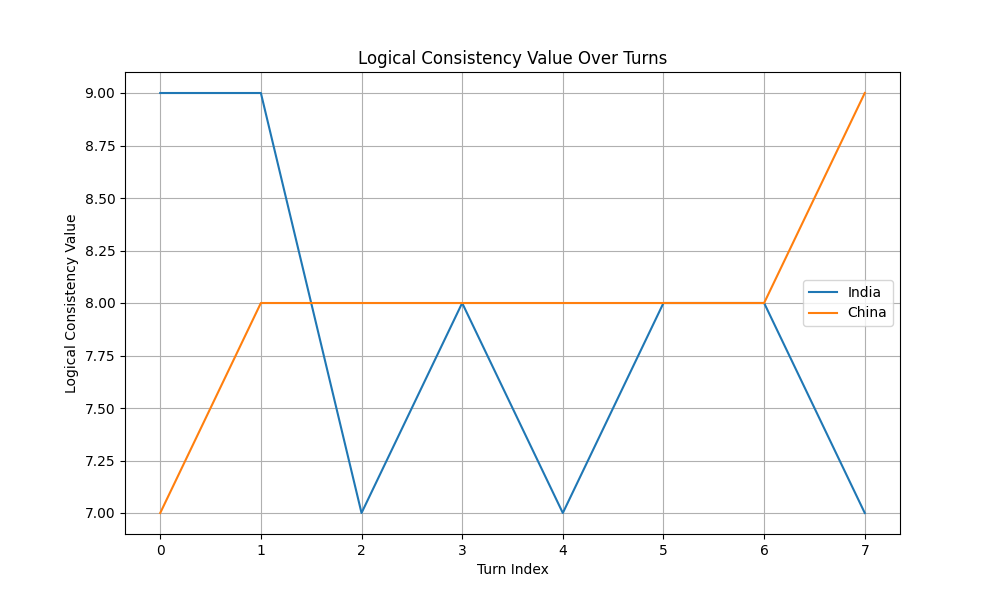 Logical Consistency Value Over Turns
Logical Consistency Value
9.00
8.75
8.50
8.25
8.00
7.75
7.50
7.25
7.00
India
China
0 1 2 3 4 5 6 7
Turn Index